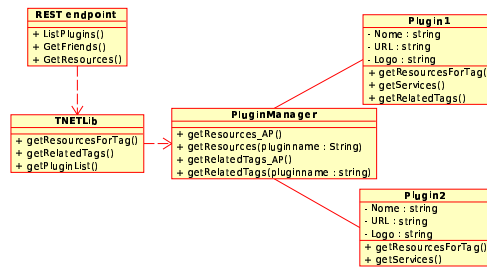 REST endpoint
+ ListPlugins()
+ GetFriends()
+ GetResources()
TNETLib
+ getResourcesForTag()
+ getRelatedTags()
+ getPluginList()
PluginManager
+ getResources_AP()
+ getResources(pluginname : String)
+ getRelatedTags_AP()
+ getRelatedTags(pluginname : string)
Plugin1
- Nome : string
- URL : string
- Logo : string
+ getResourcesForTag()
+ getServices()
+ getRelatedTags()
Plugin2
- Nome : string
- URL : string
- Logo : string
+ getResourcesForTag()
+ getServices()